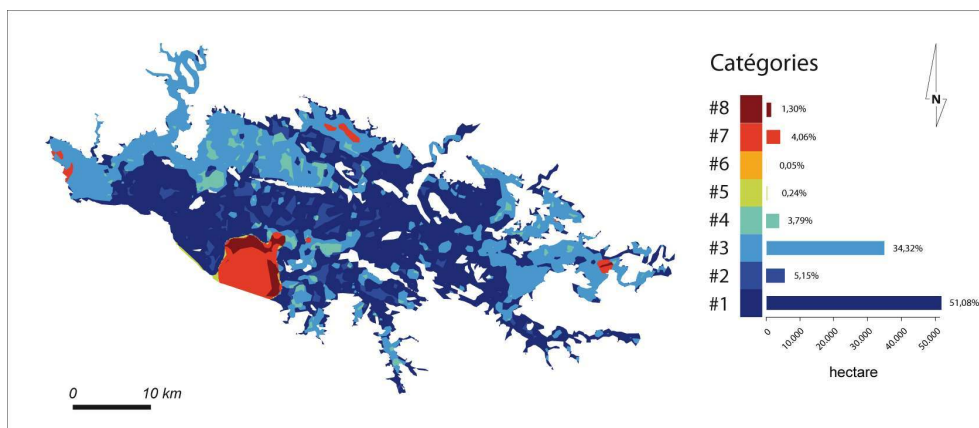 Catégories
N
#8 1,30%
#7 4,06%
#6 0,05%
#5 0,24%
#4 3,79%
#3 34,32%
#2 5,15%
#1 51,08%
0 10.000 20.000 30.000 40.000 50.000
hectare
0 10 km